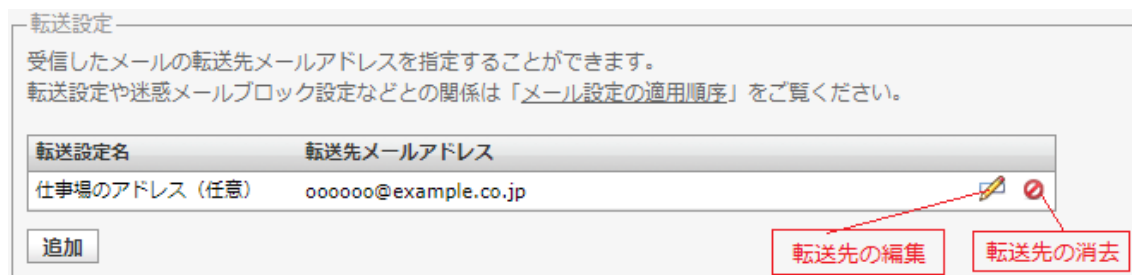 転送設定
受信したメールの転送先メールアドレスを指定することができます。
転送設定や迷惑メールブロック設定などとの関係は「メール設定の適用順序」をご覧ください。
転送設定名 転送先メールアドレス
仕事場のアドレス（任意） oooooo@example.co.jp
追加
転送先の編集
転送先の消去